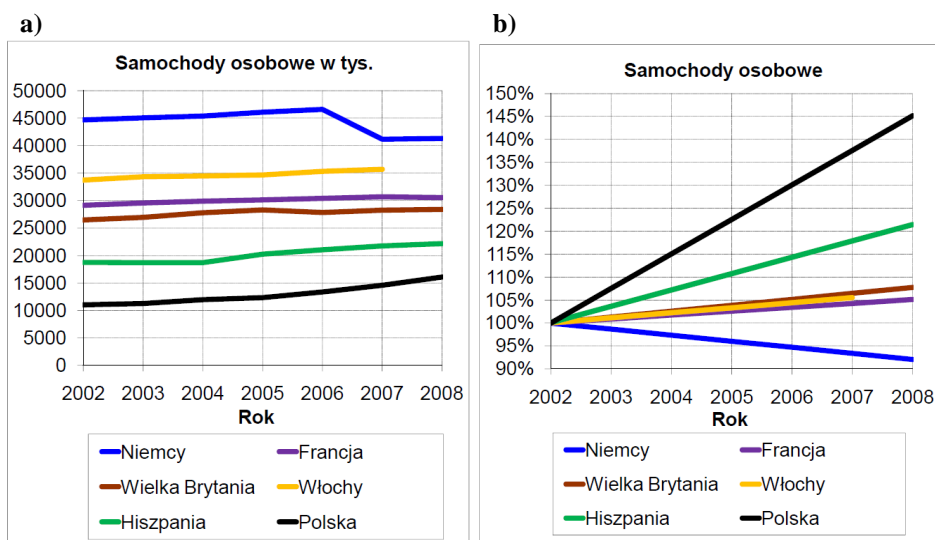 a)
Samochody osobowe w tys.
50000
45000
40000
35000
30000
25000
20000
15000
10000
5000
0
2002 2003 2004 2005 2006 2007 2008
Rok
Niemcy Francja
Wielka Brytania Włochy
Hiszpania Polska
b)
Samochody osobowe
150%
145%
140%
135%
130%
125%
120%
115%
110%
105%
100%
95%
90%
2002 2003 2004 2005 2006 2007 2008
Rok
Niemcy Francja
Wielka Brytania Włochy
Hiszpania Polska